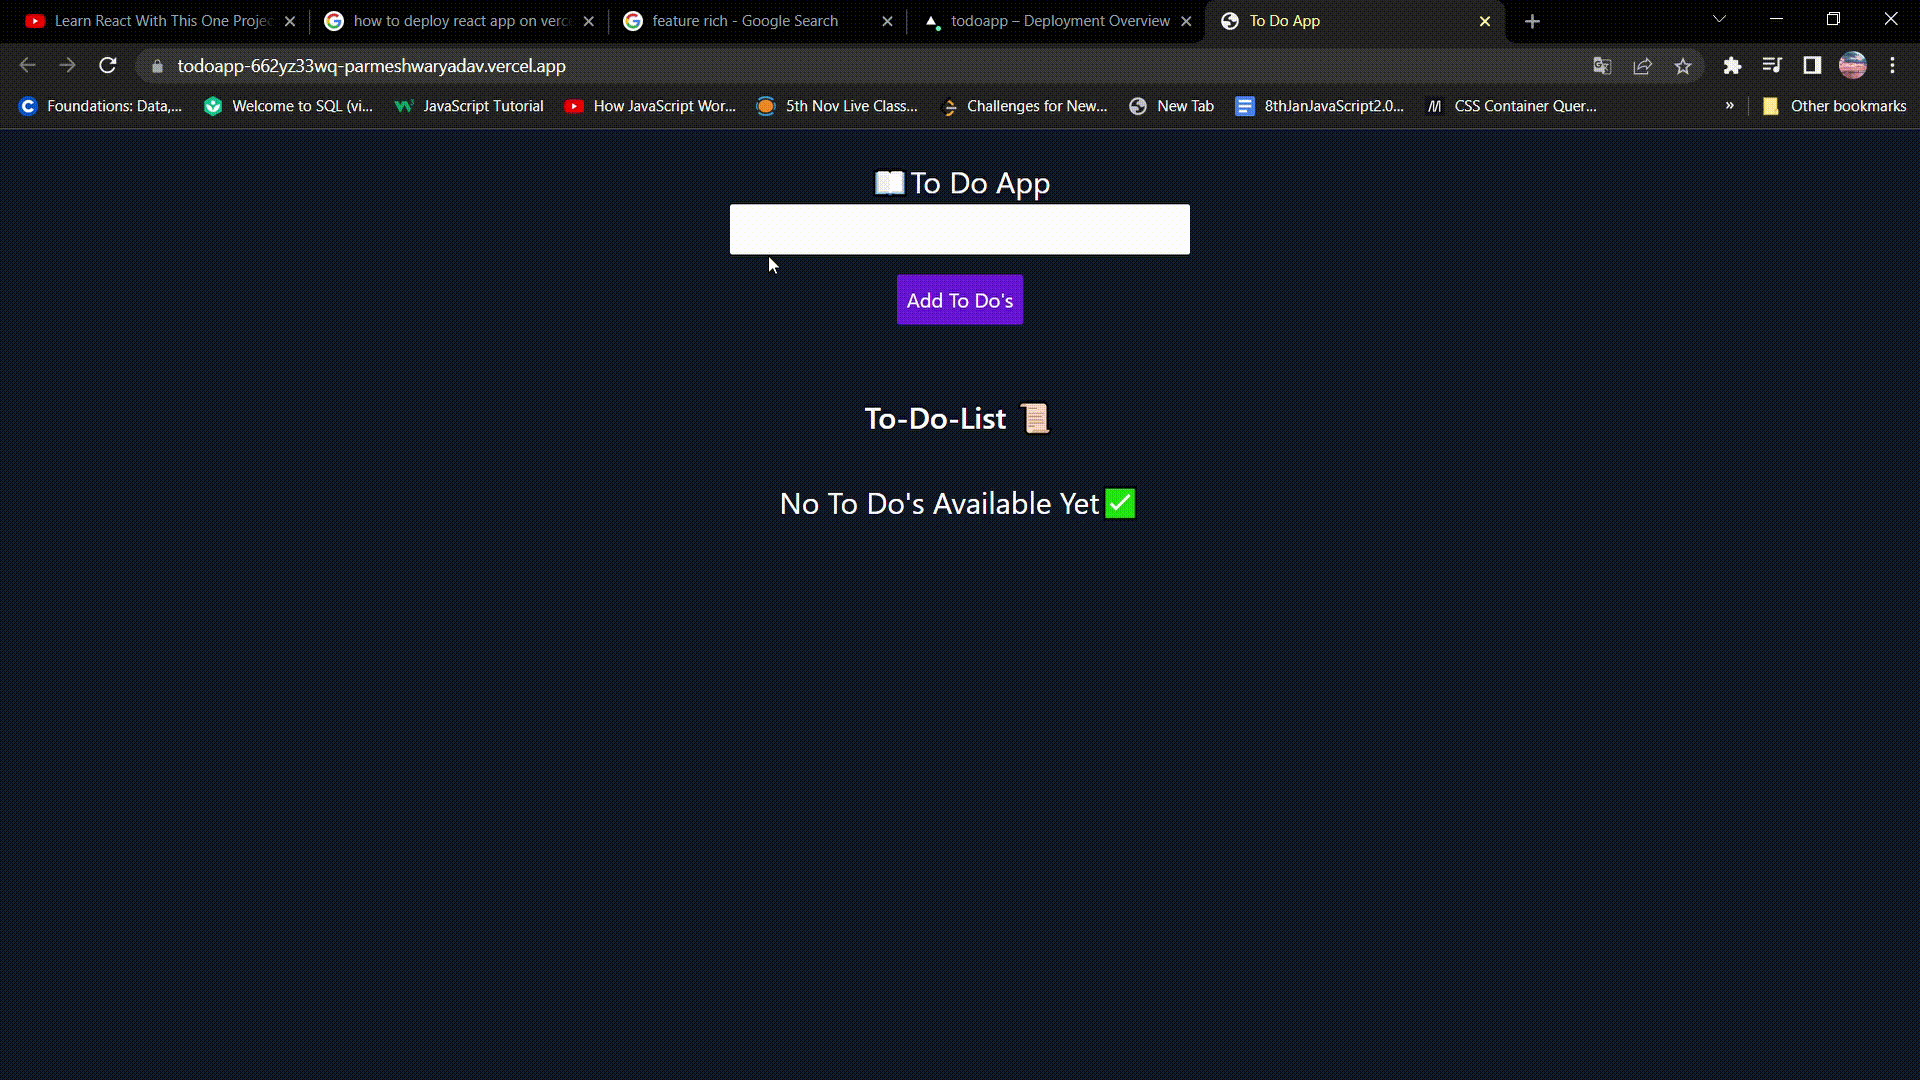 Learn React With This One Projec
how to deploy react app on verc
feature rich - Google Search
todoapp – Deployment Overview
To Do App
todoapp-662yz33wq-parmeshwaryadav.vercel.app
Foundations: Data,...
Welcome to SQL (vi...
JavaScript Tutorial
How JavaScript Wor...
5th Nov Live Class...
Challenges for New...
New Tab
8thJanJavaScript2.0...
CSS Container Quer...
»
Other bookmarks
📖To Do App
Add To Do's
To-Do-List 📜
No To Do's Available Yet✅